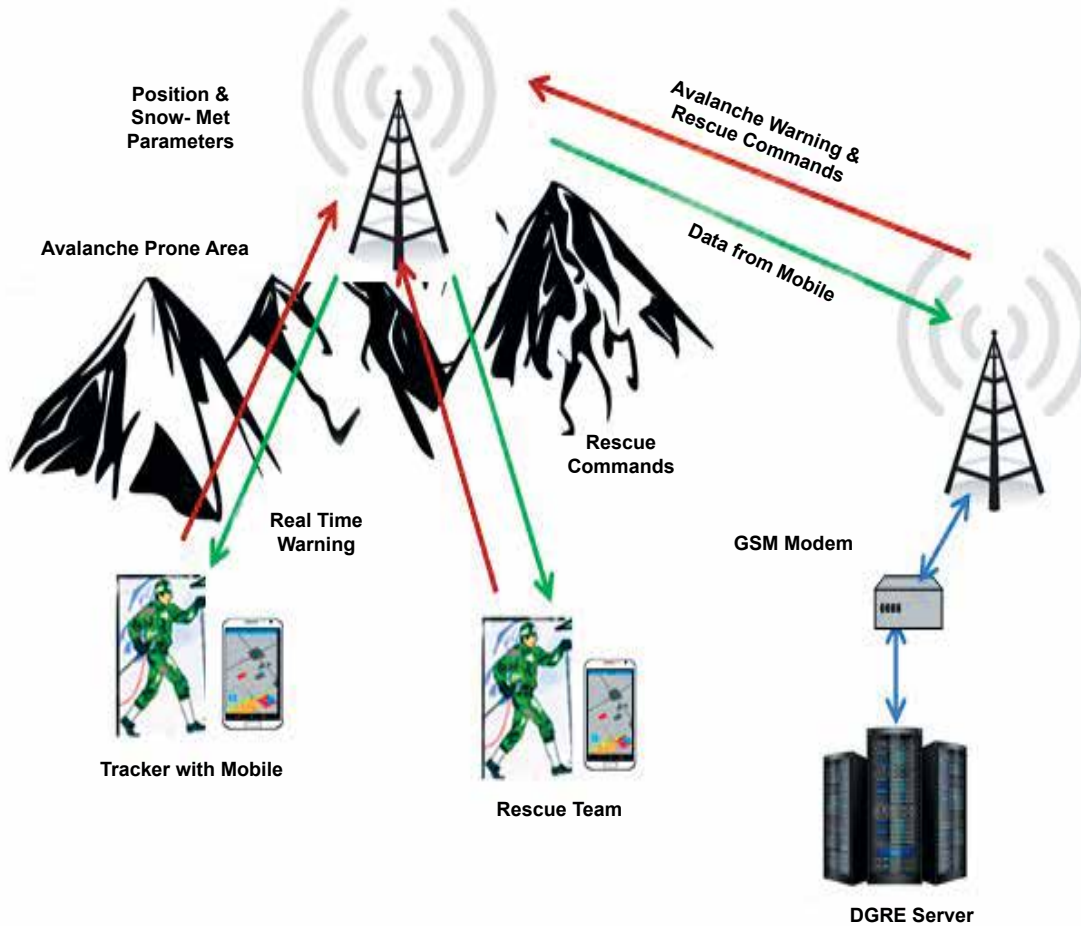 Position &
Snow- Met
Parameters
Avalanche Warning &
Rescue Commands
Data from Mobile
Avalanche Prone Area
Rescue
Commands
Real Time
Warning
GSM Modem
Tracker with Mobile
Rescue Team
DGRE Server